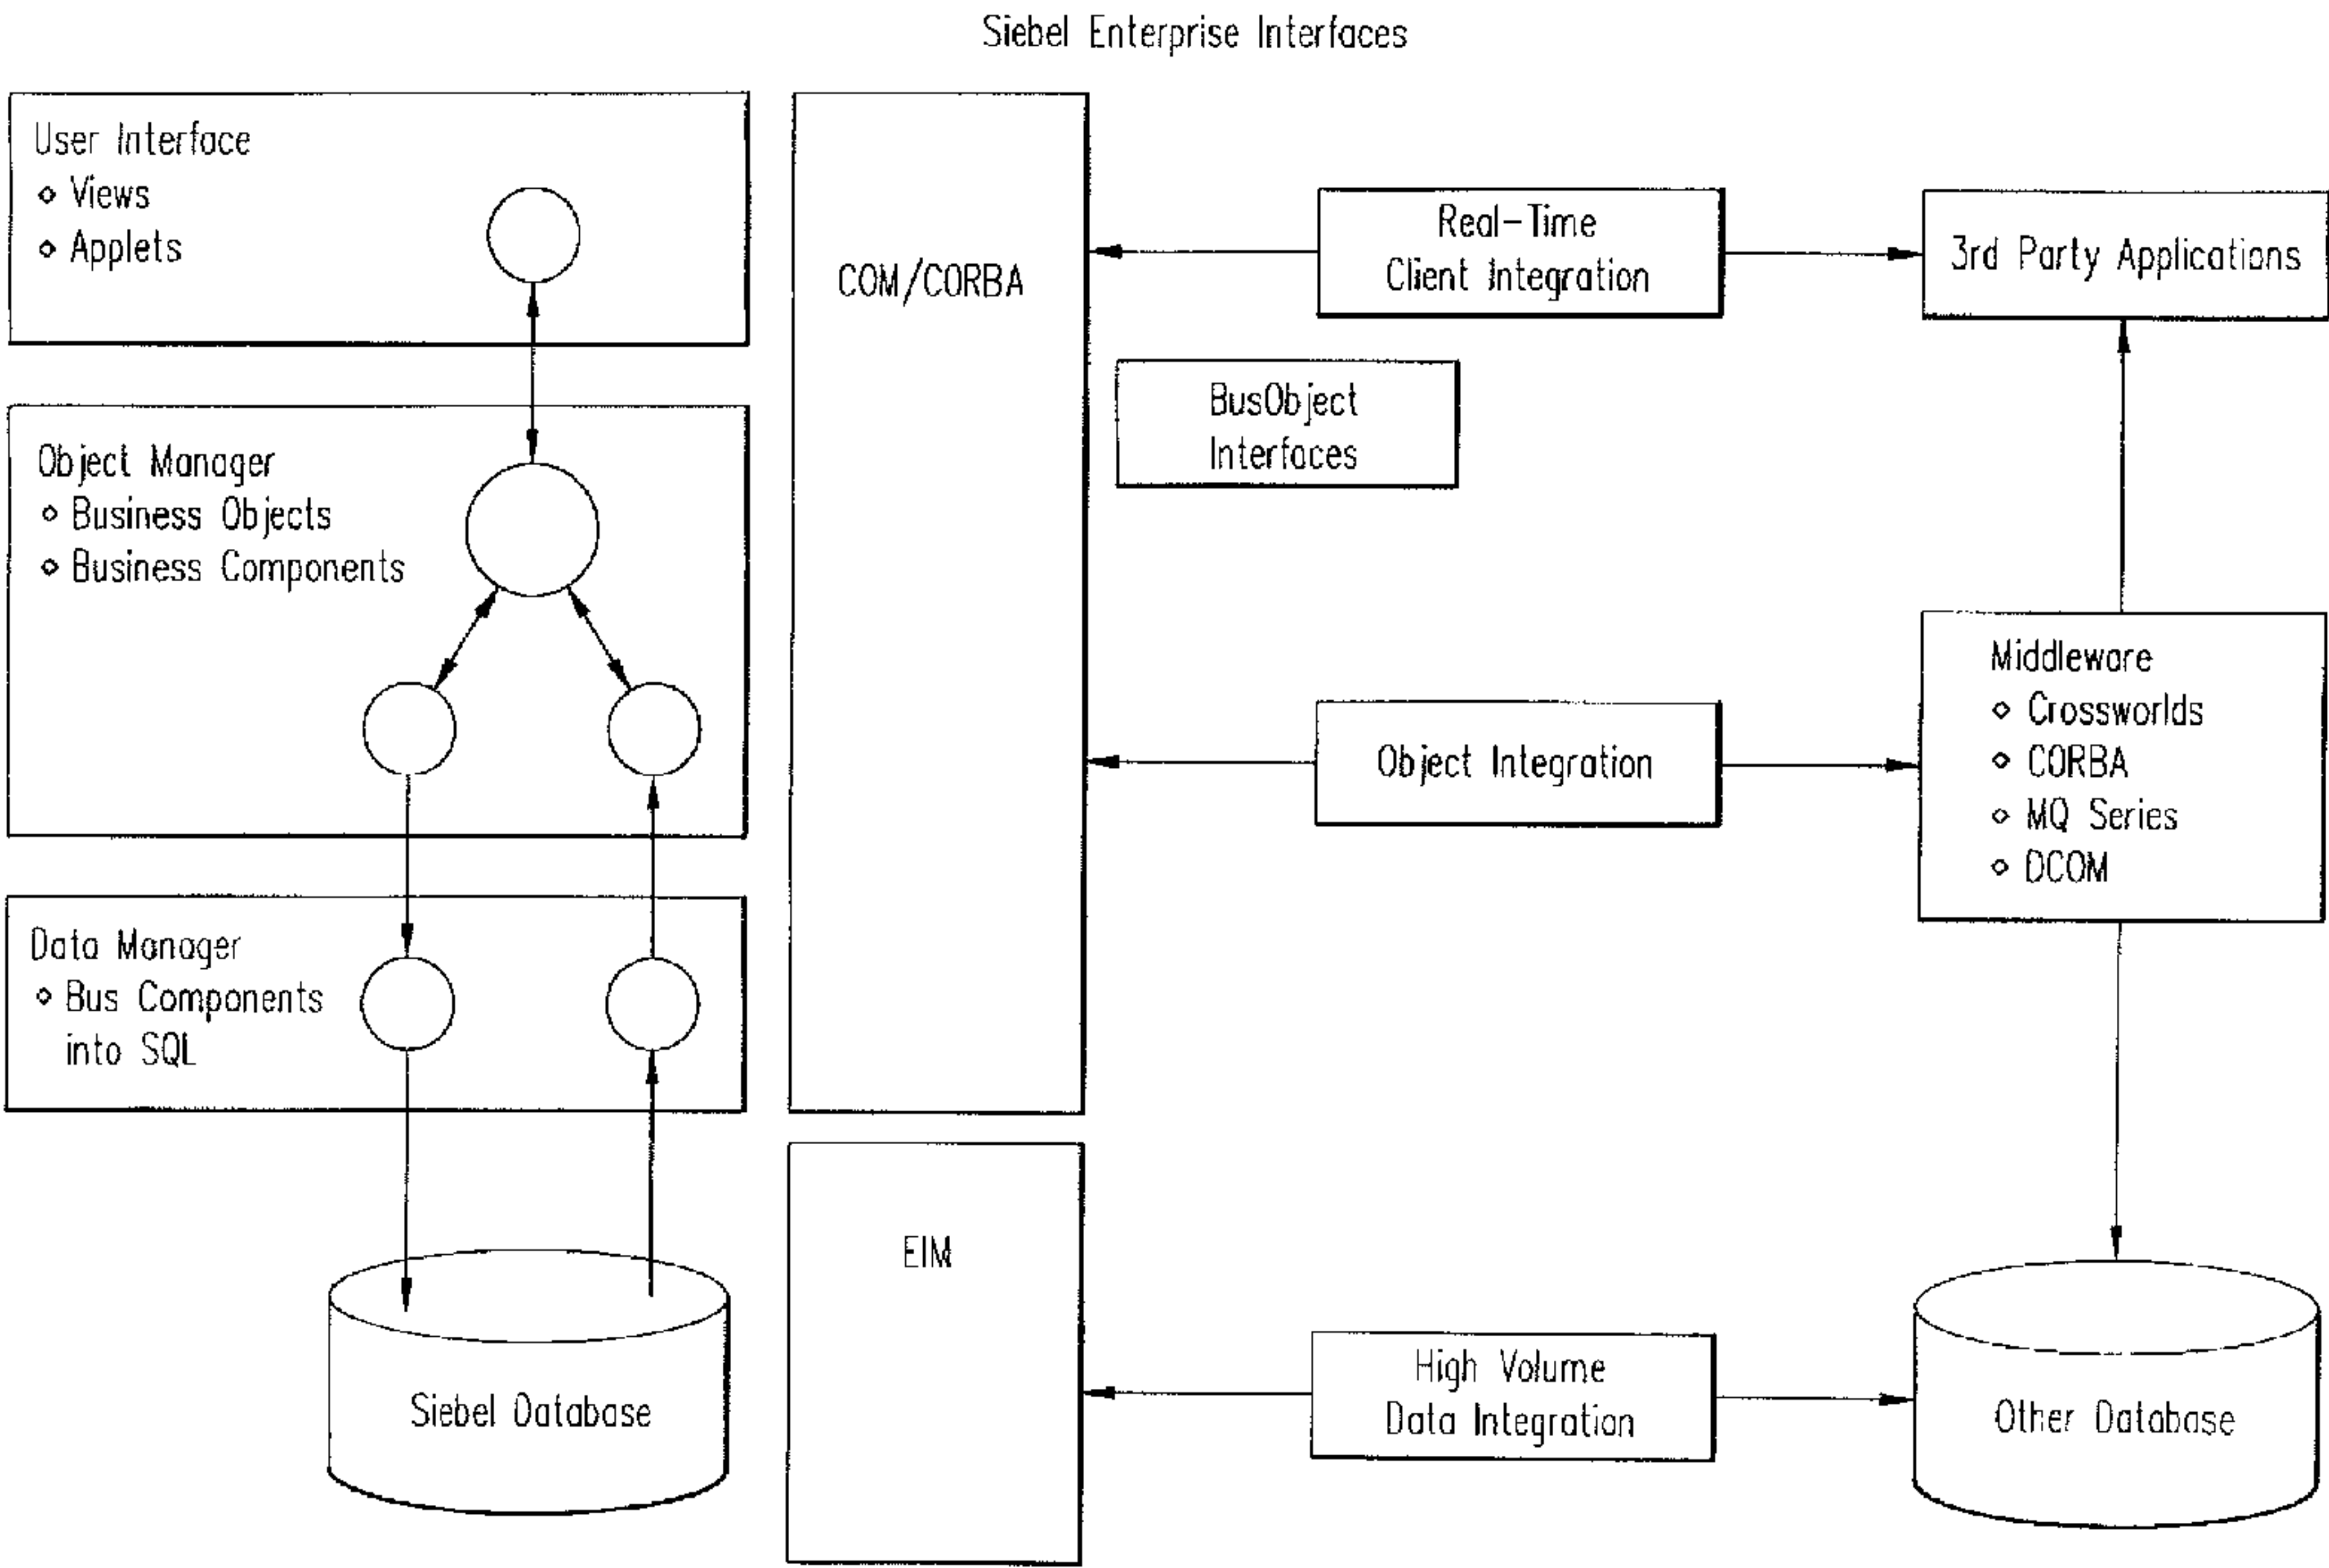 Siebel Enterprise Interfaces
User Interface
◇ Views
◇ Applets
Object Manager
◇ Business Objects
◇ Business Components
Data Manager
◇ Bus Components
into SQL
Siebel Database
COM/CORBA
EIM
Real-Time
Client Integration
BusObject
Interfaces
Object Integration
High Volume
Data Integration
3rd Party Applications
Middleware
◇ Crossworlds
◇ CORBA
◇ MQ Series
◇ DCOM
Other Database